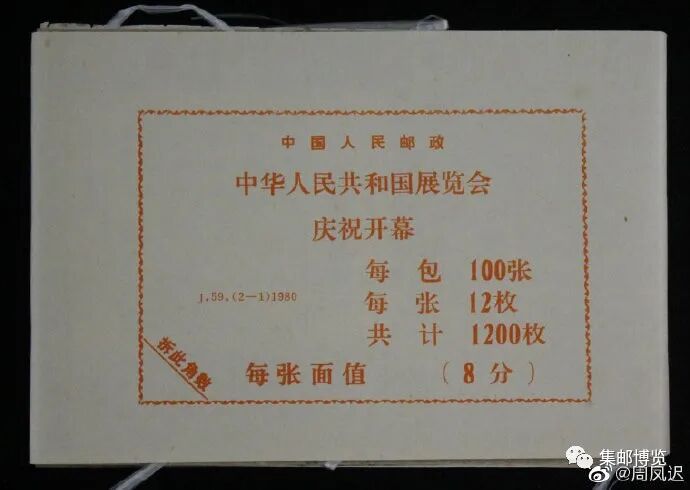 中国人民邮政
中华人民共和国展览会
庆祝开幕
每包 100张
J.59.(2—1)1980
每张 12枚
共计 1200枚
拆此角数
每张面值 (8分)
集邮博览
@周凤迟